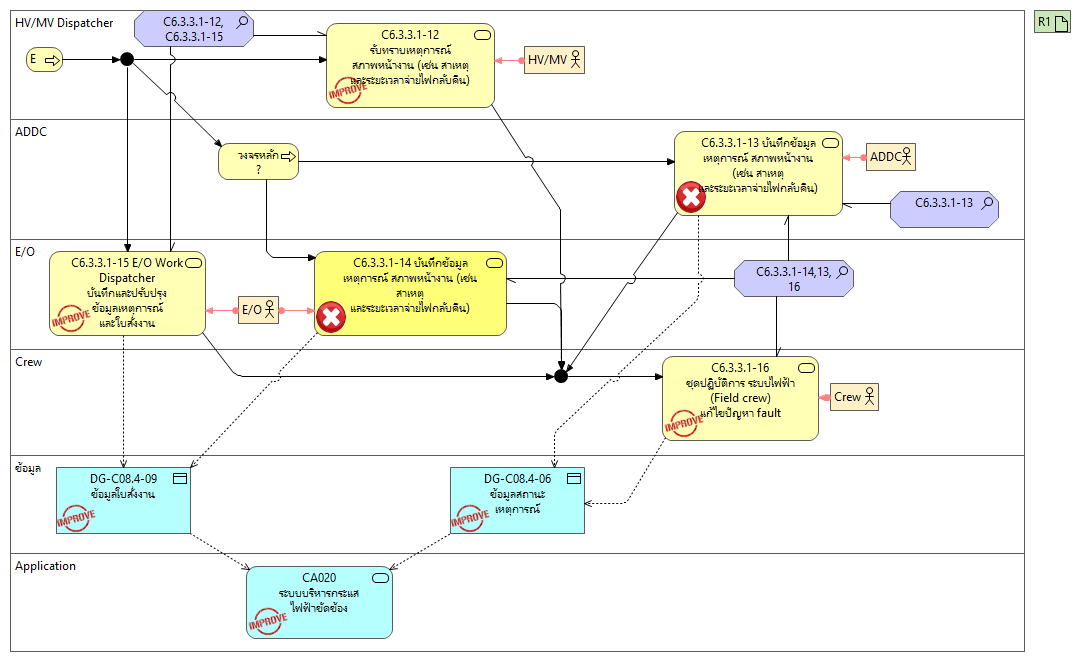 HV/MV Dispatcher
C6.3.3.1-12,
C6.3.3.1-15
R1
E
C6.3.3.1-12
รับทราบเหตุการณ์
สภาพหน้างาน (เช่น สาเหตุ
และระยะเวลาจ่ายไฟกลับคืน)
IMPROVE
HV/MV
ADDC
วงจรหลัก
?
C6.3.3.1-13 บันทึกข้อมูล
เหตุการณ์ สภาพหน้างาน
(เช่น สาเหตุ
และระยะเวลาจ่ายไฟกลับคืน)
ADDC
C6.3.3.1-13
E/O
C6.3.3.1-15 E/O Work
Dispatcher
บันทึกและปรับปรุง
ข้อมูลเหตุการณ์
และใบสั่งงาน
IMPROVE
E/O
C6.3.3.1-14 บันทึกข้อมูล
เหตุการณ์ สภาพหน้างาน (เช่น
สาเหตุ
และระยะเวลาจ่ายไฟกลับคืน)
C6.3.3.1-14,13,
16
Crew
C6.3.3.1-16
ชุดปฏิบัติการ ระบบไฟฟ้า
(Field crew)
แก้ไขปัญหา fault
IMPROVE
Crew
ข้อมูล
DG-C08.4-09
ข้อมูลใบสั่งงาน
IMPROVE
DG-C08.4-06
ข้อมูลสถานะ
เหตุการณ์
IMPROVE
Application
CA020
ระบบบริหารกระแส
ไฟฟ้าขัดข้อง
IMPROVE